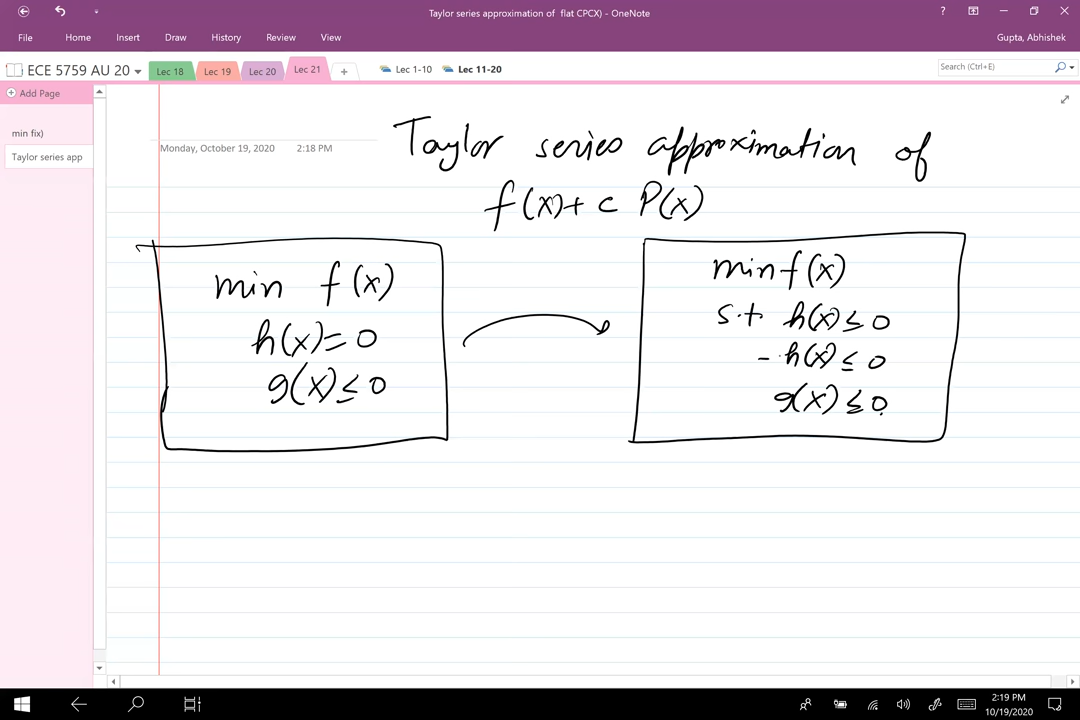 Taylor series approximation of flat CPCX) - OneNote
?
File Home Insert Draw History Review View
Gupta, Abhishek
ECE 5759 AU 20
Lec 18
Lec 19
Lec 20
Lec 21
+
Lec 1-10
Lec 11-20
Search (Ctrl+E)
Add Page
min fix)
Taylor series app
Monday, October 19, 2020 2:18 PM
Taylor series approximation of
f(x)+ c P(x)
min f(x)
h(x)=0
g(x)≤0
min f(x)
s.t h(x)≤0
-h(x)≤0
g(x)≤0
2:19 PM
10/19/2020